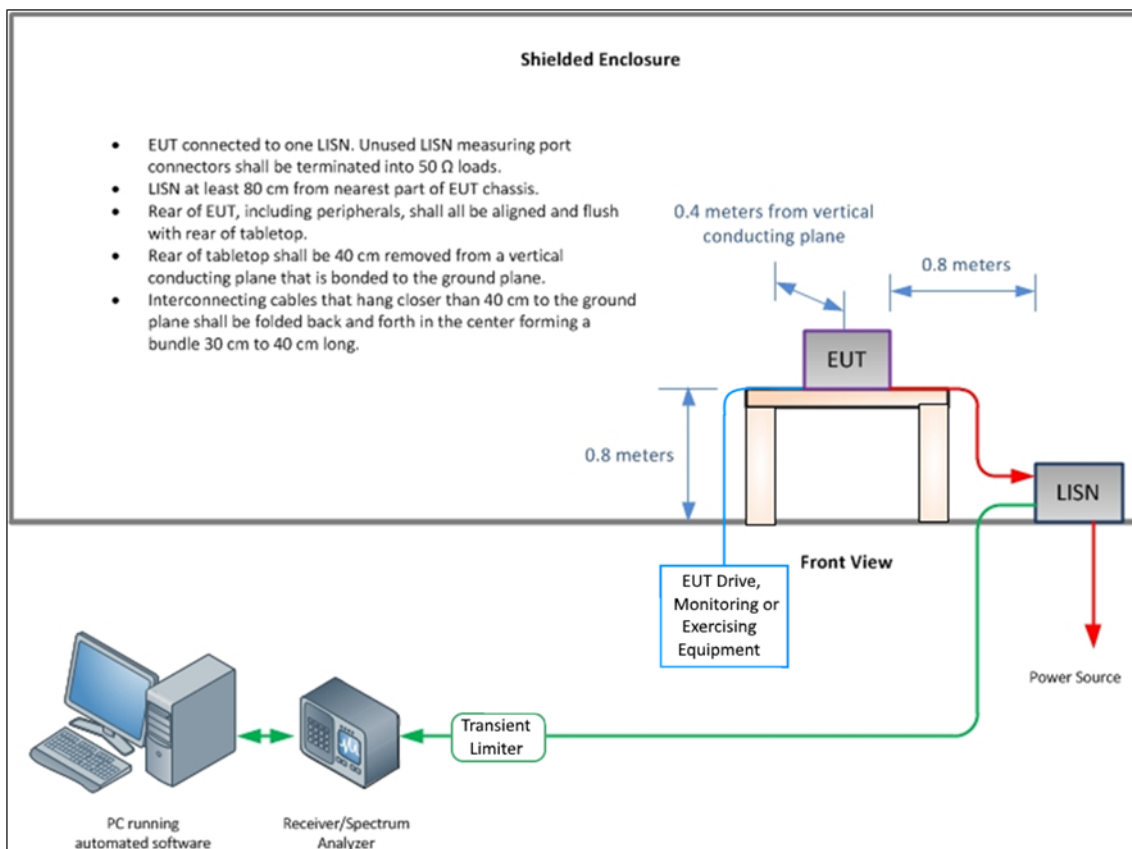 Shielded Enclosure
• EUT connected to one LISN. Unused LISN measuring port
connectors shall be terminated into 50 Ω loads.
• LISN at least 80 cm from nearest part of EUT chassis.
• Rear of EUT, including peripherals, shall all be aligned and flush
with rear of tabletop.
• Rear of tabletop shall be 40 cm removed from a vertical
conducting plane that is bonded to the ground plane.
• Interconnecting cables that hang closer than 40 cm to the ground
plane shall be folded back and forth in the center forming a
bundle 30 cm to 40 cm long.
0.4 meters from vertical
conducting plane
0.8 meters
EUT
0.8 meters
LISN
Front View
EUT Drive,
Monitoring or
Exercising
Equipment
Power Source
Transient
Limiter
PC running
automated software
Receiver/Spectrum
Analyzer